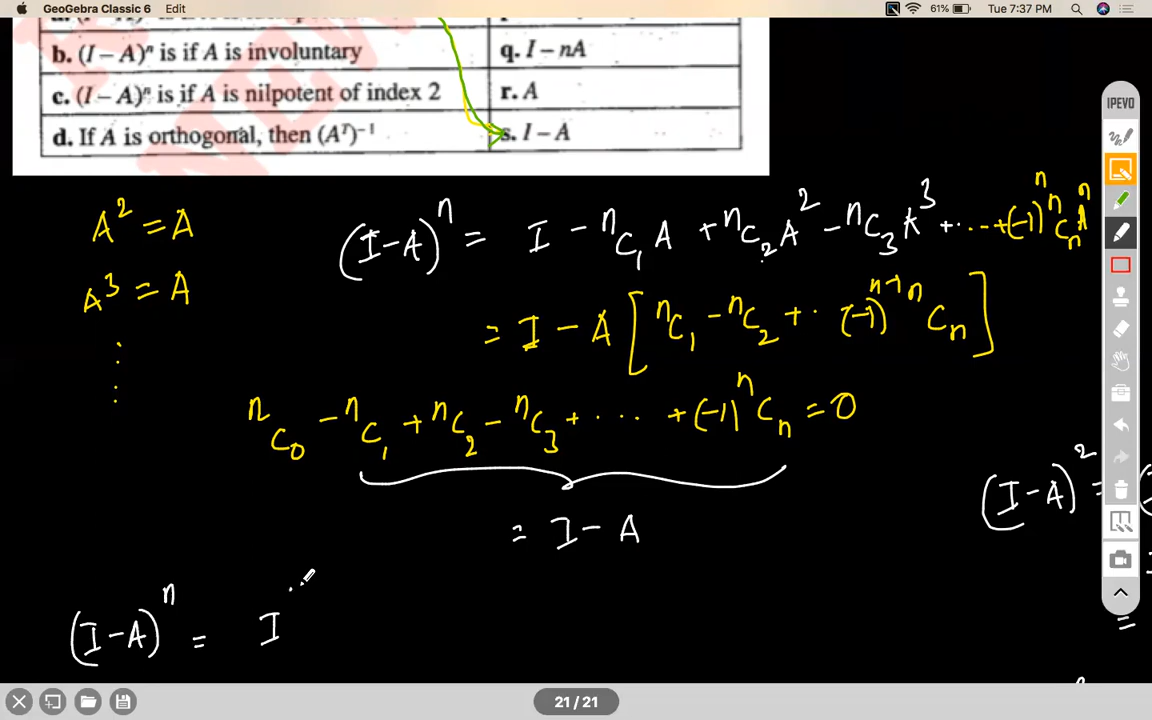 GeoGebra Classic 6 Edit 61% Tue 7:37 PM
b. (I – A)ⁿ is if A is involuntary q. I – nA
c. (I – A)ⁿ is if A is nilpotent of index 2 r. A
d. If A is orthogonal, then (Aᵀ)⁻¹ s. I – A
IPEVO
A² = A
(I-A)ⁿ = I - ⁿC₁ A + ⁿC₂ A² - ⁿC₃ A³ + ... + (-1)ⁿ ⁿCₙ Aⁿ
A³ = A
= I - A [ ⁿC₁ - ⁿC₂ + · (-1)ⁿ⁻¹ ⁿCₙ ]
ⁿC₀ - ⁿC₁ + ⁿC₂ - ⁿC₃ + ... + (-1)ⁿ Cₙ = 0
(I-A)² =
= I - A
(I-A)ⁿ = I
=
21 / 21